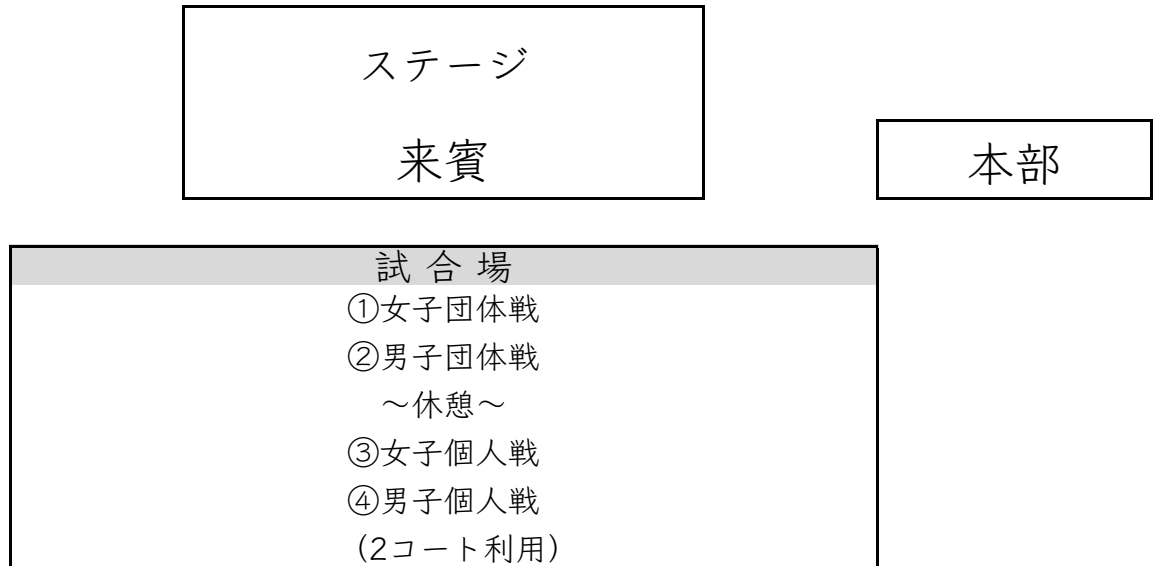 ステージ
来賓
本部
試合場
①女子団体戦
②男子団体戦
～休憩～
③女子個人戦
④男子個人戦
(2コート利用)